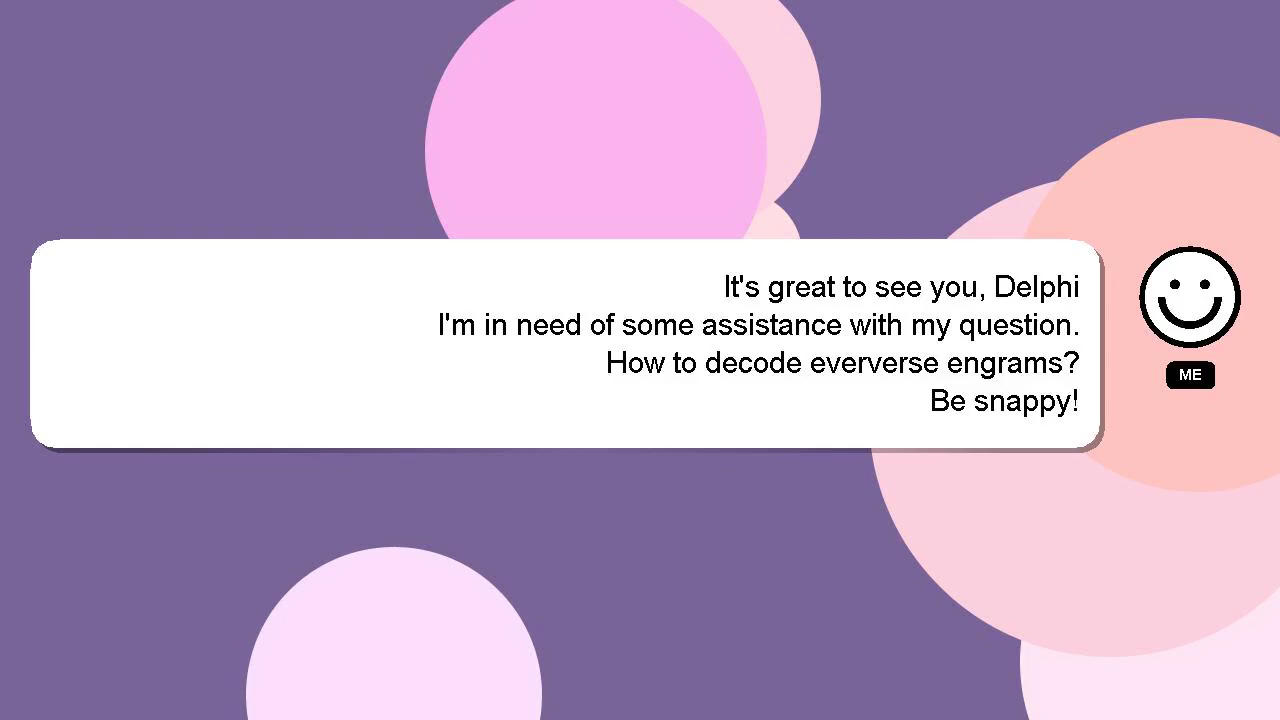 It's great to see you, Delphi
I'm in need of some assistance with my question.
How to decode eververse engrams?
Be snappy!
ME